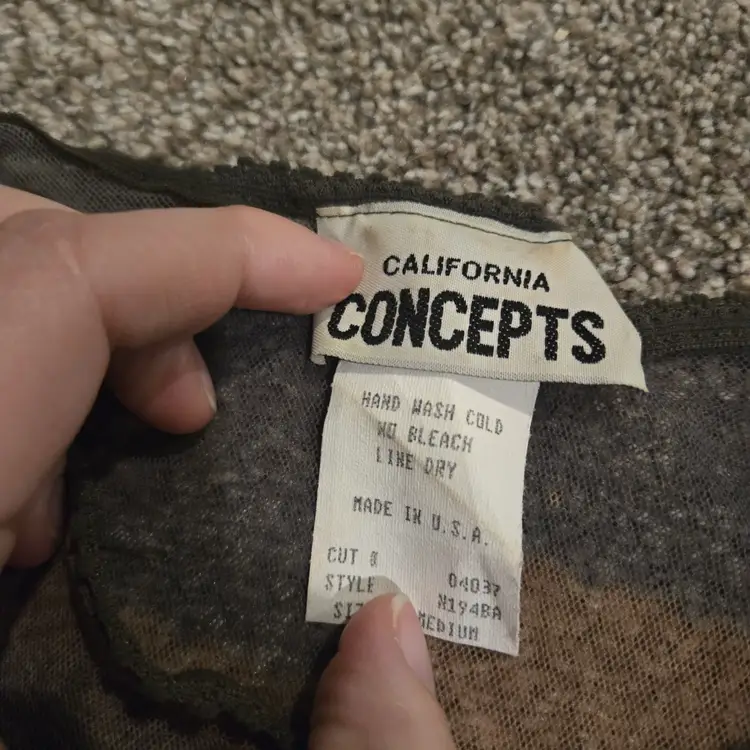 CALIFORNIA
CONCEPTS
HAND WASH COLD
NO BLEACH
LINE DRY
MADE IN U.S.A.
CUT # 04037
STYLE N194BA
MEDIUM